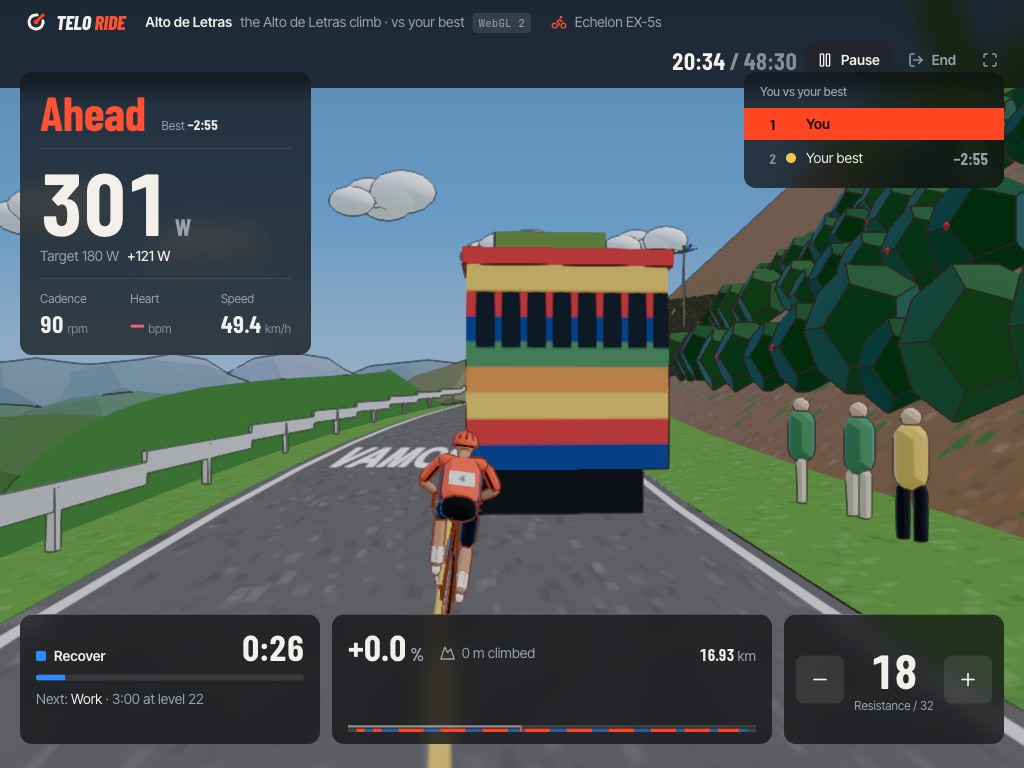 TELO RIDE Alto de Letras the Alto de Letras climb · vs your best WebGL 2 Echelon EX-5s
20:34 / 48:30 Pause End
Ahead Best −2:55
301 W
Target 180 W +121 W
Cadence Heart Speed
90 rpm — bpm 49.4 km/h
You vs your best
1 You
2 Your best −2:55
VAMO
4
Recover 0:26
Next: Work · 3:00 at level 22
+0.0 % 0 m climbed 16.93 km
− 18 +
Resistance / 32